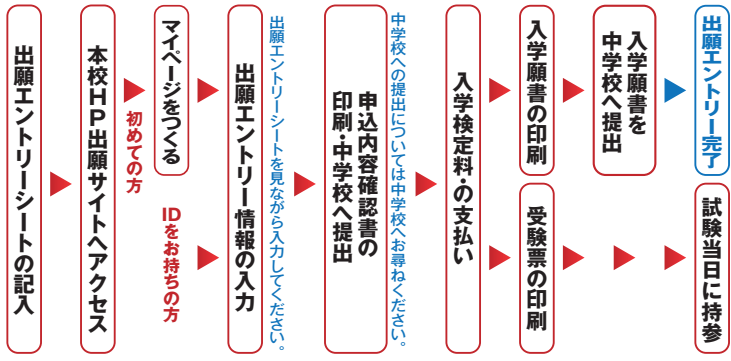 出願エントリーシートの記入
本校HP出願サイトへアクセス
初めての方
マイページをつくる
IDをお持ちの方
出願エントリー情報の入力
出願エントリーシートを見ながら入力してください。
申込内容確認書の
印刷・中学校へ提出
中学校への提出については中学校へお尋ねください。
入学検定料・の支払い
入学願書の印刷
入学願書を
中学校へ提出
出願エントリー完了
受験票の印刷
試験当日に持参